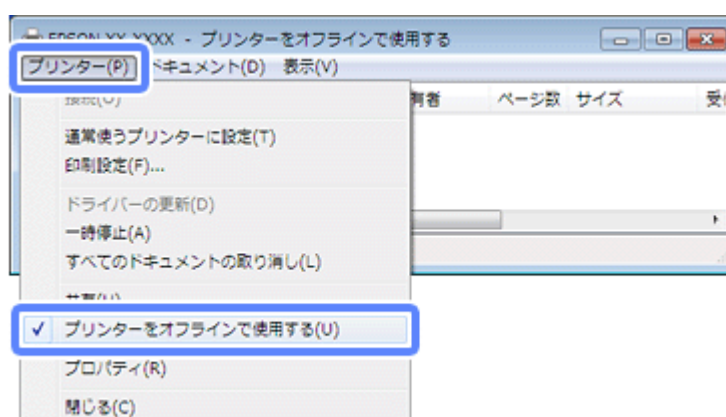 EPSON XX-XXXX - プリンターをオフラインで使用する
プリンター(P) ドキュメント(D) 表示(V)
有者 ページ数 サイズ 受
接続(O)
通常使うプリンターに設定(T)
印刷設定(F)...
ドライバーの更新(D)
一時停止(A)
すべてのドキュメントの取り消し(L)
共有(H)
✓ プリンターをオフラインで使用する(U)
プロパティ(R)
閉じる(C)